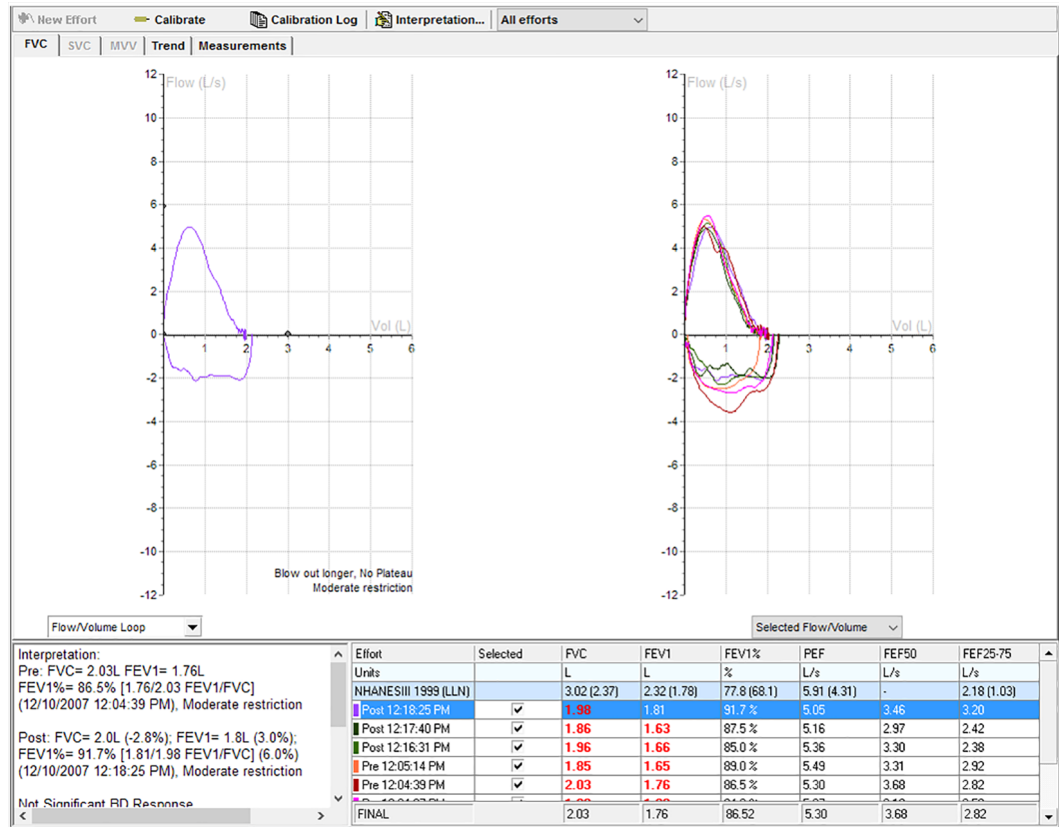 New Effort Calibrate Calibration Log Interpretation... All efforts
FVC SVC MVV Trend Measurements
12 Flow (L/s)
10
8
6
4
2
0 Vol (L)
1 2 3 4 5 6
-2
-4
-6
-8
-10
Blow out longer, No Plateau
Moderate restriction
-12
12 Flow (L/s)
10
8
6
4
2
0 Vol (L)
1 2 3 4 5 6
-2
-4
-6
-8
-10
-12
Flow/Volume Loop
Selected Flow/Volume
Interpretation:
Pre: FVC= 2.03L FEV1= 1.76L
FEV1%= 86.5% [1.76/2.03 FEV1/FVC]
(12/10/2007 12:04:39 PM), Moderate restriction
Post: FVC= 2.0L (-2.8%); FEV1= 1.8L (3.0%);
FEV1%= 91.7% [1.81/1.98 FEV1/FVC] (6.0%)
(12/10/2007 12:18:25 PM), Moderate restriction
Not Significant BD Response
Effort Selected FVC FEV1 FEV1% PEF FEF50 FEF25-75
Units L L % L/s L/s L/s
NHANESIII 1999 (LLN) 3.02 (2.37) 2.32 (1.78) 77.8 (68.1) 5.91 (4.31) - 2.18 (1.03)
Post 12:18:25 PM 1.98 1.81 91.7 % 5.05 3.46 3.20
Post 12:17:40 PM 1.86 1.63 87.5 % 5.16 2.97 2.42
Post 12:16:31 PM 1.96 1.66 85.0 % 5.36 3.30 2.38
Pre 12:05:14 PM 1.85 1.65 89.0 % 5.49 3.31 2.92
Pre 12:04:39 PM 2.03 1.76 86.5 % 5.30 3.68 2.82
FINAL 2.03 1.76 86.52 5.30 3.68 2.82